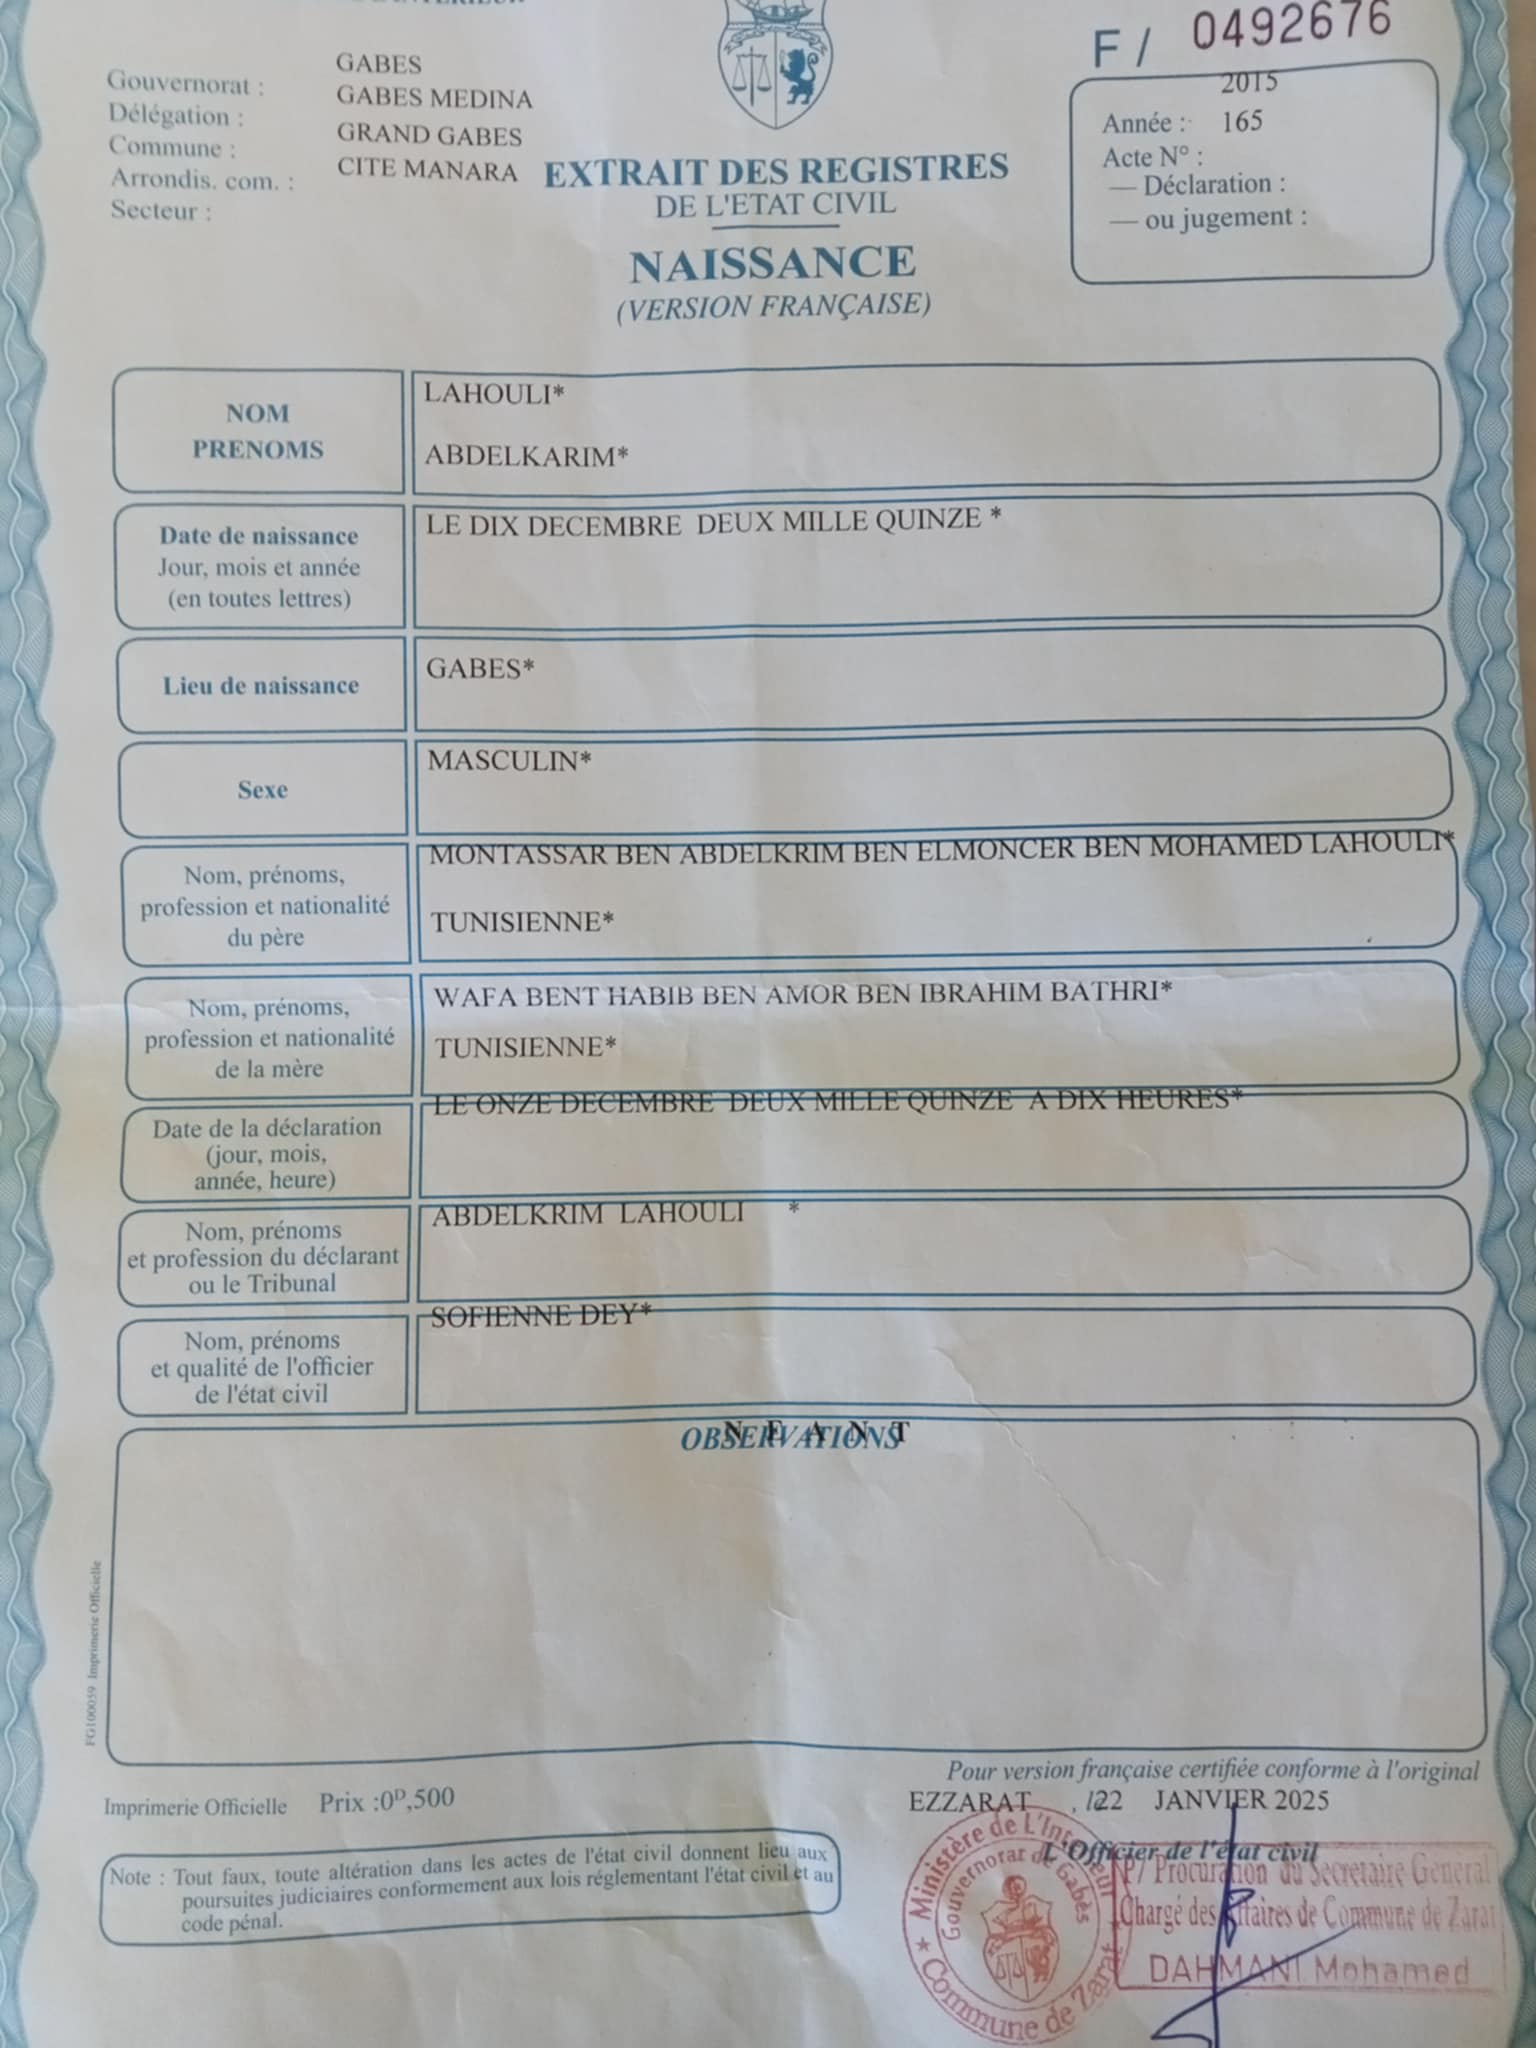 F / 0492676
Gouvernorat : GABES
Délégation : GABES MEDINA
Commune : GRAND GABES
Arrondis. com. : CITE MANARA
Secteur :
EXTRAIT DES REGISTRES
DE L'ETAT CIVIL
NAISSANCE
(VERSION FRANÇAISE)
2015
Année : 165
Acte N° :
— Déclaration :
— ou jugement :
NOM
PRENOMS
LAHOULI*
ABDELKARIM*
Date de naissance
Jour, mois et année
(en toutes lettres)
LE DIX DECEMBRE DEUX MILLE QUINZE *
Lieu de naissance
GABES*
Sexe
MASCULIN*
Nom, prénoms,
profession et nationalité
du père
MONTASSAR BEN ABDELKRIM BEN ELMONCER BEN MOHAMED LAHOULI*
TUNISIENNE*
Nom, prénoms,
profession et nationalité
de la mère
WAFA BENT HABIB BEN AMOR BEN IBRAHIM BATHRI*
TUNISIENNE*
Date de la déclaration
(jour, mois,
année, heure)
LE ONZE DECEMBRE DEUX MILLE QUINZE A DIX HEURES*
Nom, prénoms
et profession du déclarant
ou le Tribunal
ABDELKRIM LAHOULI *
Nom, prénoms
et qualité de l'officier
de l'état civil
SOFIENNE DEY*
OBSERVATIONS
N E A N T
FG100059 Imprimerie Officielle
Imprimerie Officielle Prix :0ᴰ,500
Note : Tout faux, toute altération dans les actes de l'état civil donnent lieu aux
poursuites judiciaires conformement aux lois réglementant l'état civil et au
code pénal.
Pour version française certifiée conforme à l'original
EZZARAT , le 22 JANVIER 2025
L'Officier de l'état civil
Ministère de L'Interieur
Gouvernorat de Gabès
Commune de Zarat
P/ Procuration du Secretaire General
Chargé des Affaires de Commune de Zarat
DAHMANI Mohamed